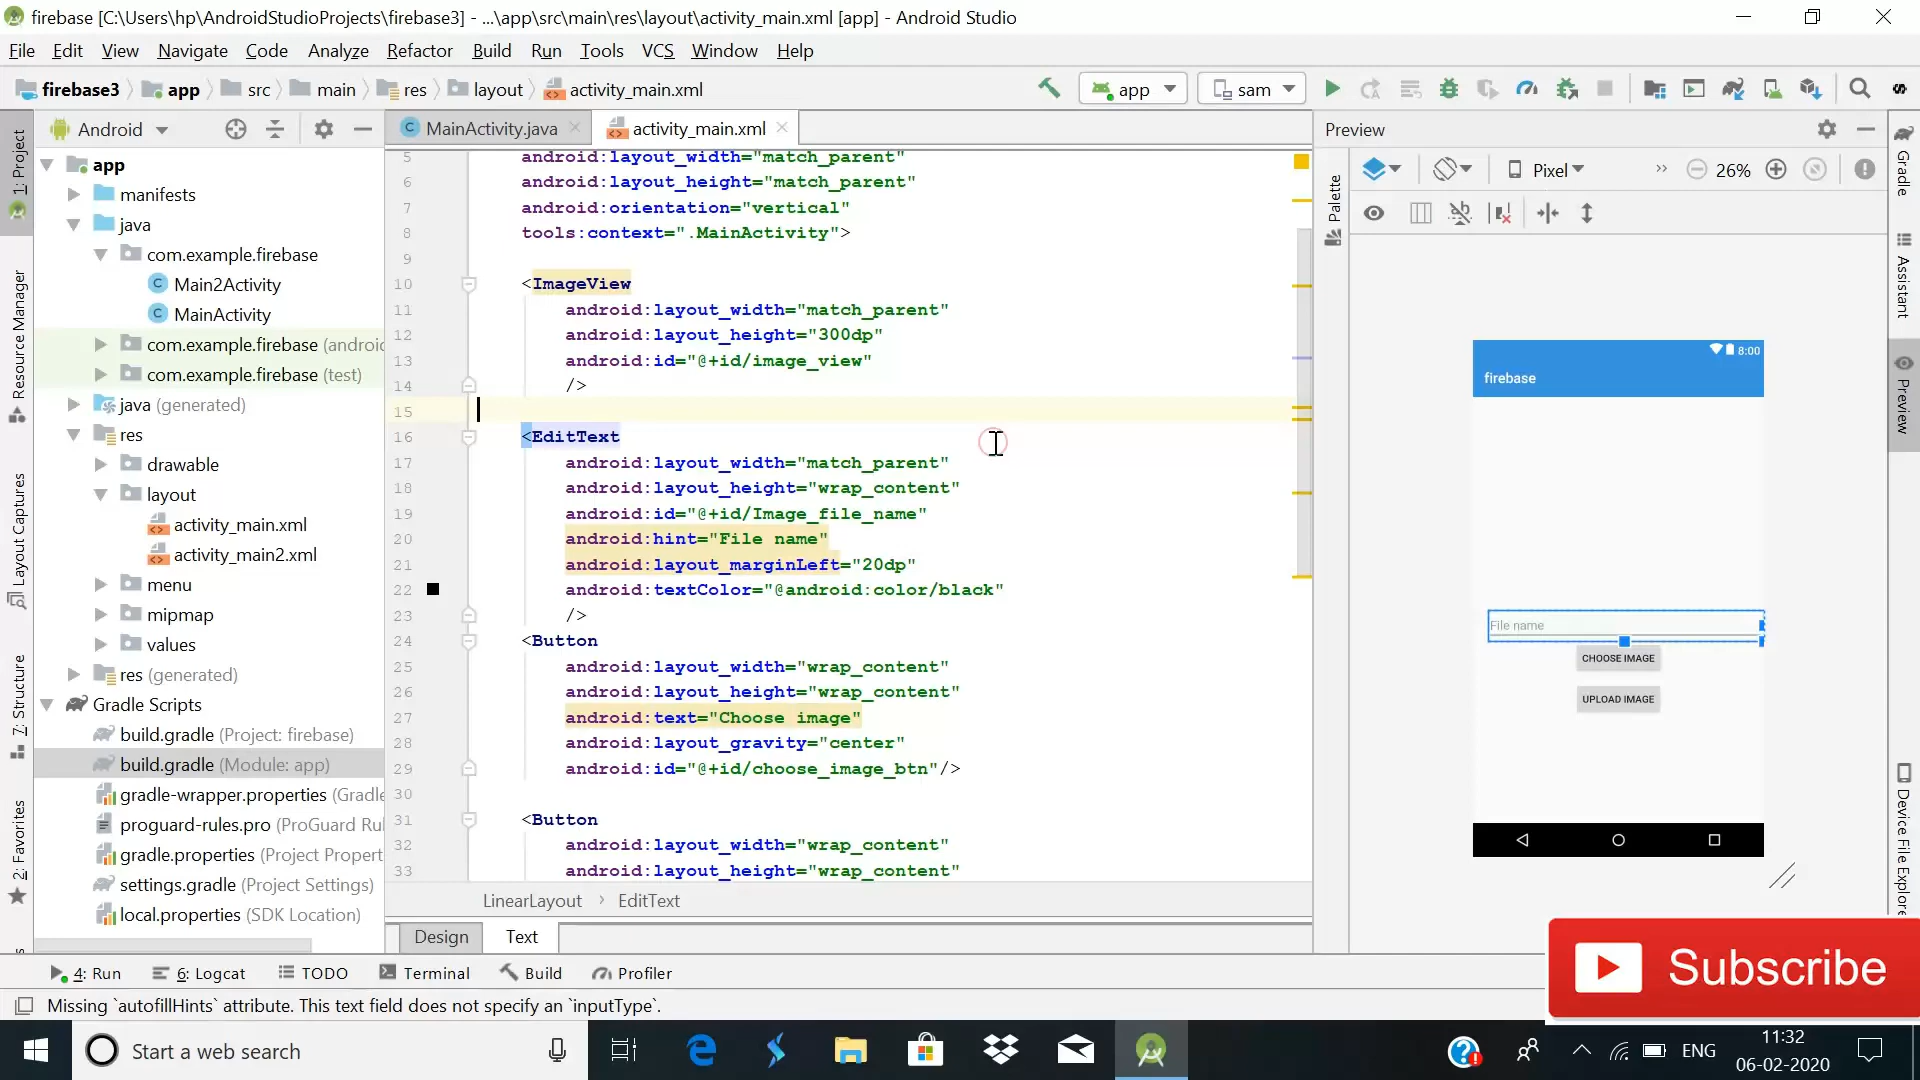 firebase [C:\Users\hp\AndroidStudioProjects\firebase3] - ...\app\src\main\res\layout\activity_main.xml [app] - Android Studio
File Edit View Navigate Code Analyze Refactor Build Run Tools VCS Window Help
firebase3 app src main res layout activity_main.xml app sam
Android
MainActivity.java activity_main.xml
Preview
1: Project
Resource Manager
Layout Captures
7: Structure
2: Favorites
app
manifests
java
com.example.firebase
Main2Activity
MainActivity
com.example.firebase (androic
com.example.firebase (test)
java (generated)
res
drawable
layout
activity_main.xml
activity_main2.xml
menu
mipmap
values
res (generated)
Gradle Scripts
build.gradle (Project: firebase)
build.gradle (Module: app)
gradle-wrapper.properties (Gradle
proguard-rules.pro (ProGuard Rul
gradle.properties (Project Propert
settings.gradle (Project Settings)
local.properties (SDK Location)
5 android:layout_width="match_parent"
6 android:layout_height="match_parent"
7 android:orientation="vertical"
8 tools:context=".MainActivity">
9
10 <ImageView
11 android:layout_width="match_parent"
12 android:layout_height="300dp"
13 android:id="@+id/image_view"
14 />
15
16 <EditText
17 android:layout_width="match_parent"
18 android:layout_height="wrap_content"
19 android:id="@+id/Image_file_name"
20 android:hint="File name"
21 android:layout_marginLeft="20dp"
22 android:textColor="@android:color/black"
23 />
24 <Button
25 android:layout_width="wrap_content"
26 android:layout_height="wrap_content"
27 android:text="Choose image"
28 android:layout_gravity="center"
29 android:id="@+id/choose_image_btn"/>
30
31 <Button
32 android:layout_width="wrap_content"
33 android:layout_height="wrap_content"
LinearLayout › EditText
Design Text
Palette
Pixel » 26%
8:00
firebase
File name
CHOOSE IMAGE
UPLOAD IMAGE
Gradle
Assistant
Preview
Device File Explore
4: Run 6: Logcat TODO Terminal Build Profiler
Missing `autofillHints` attribute. This text field does not specify an `inputType`.
Subscribe
Start a web search
ENG
11:32
06-02-2020